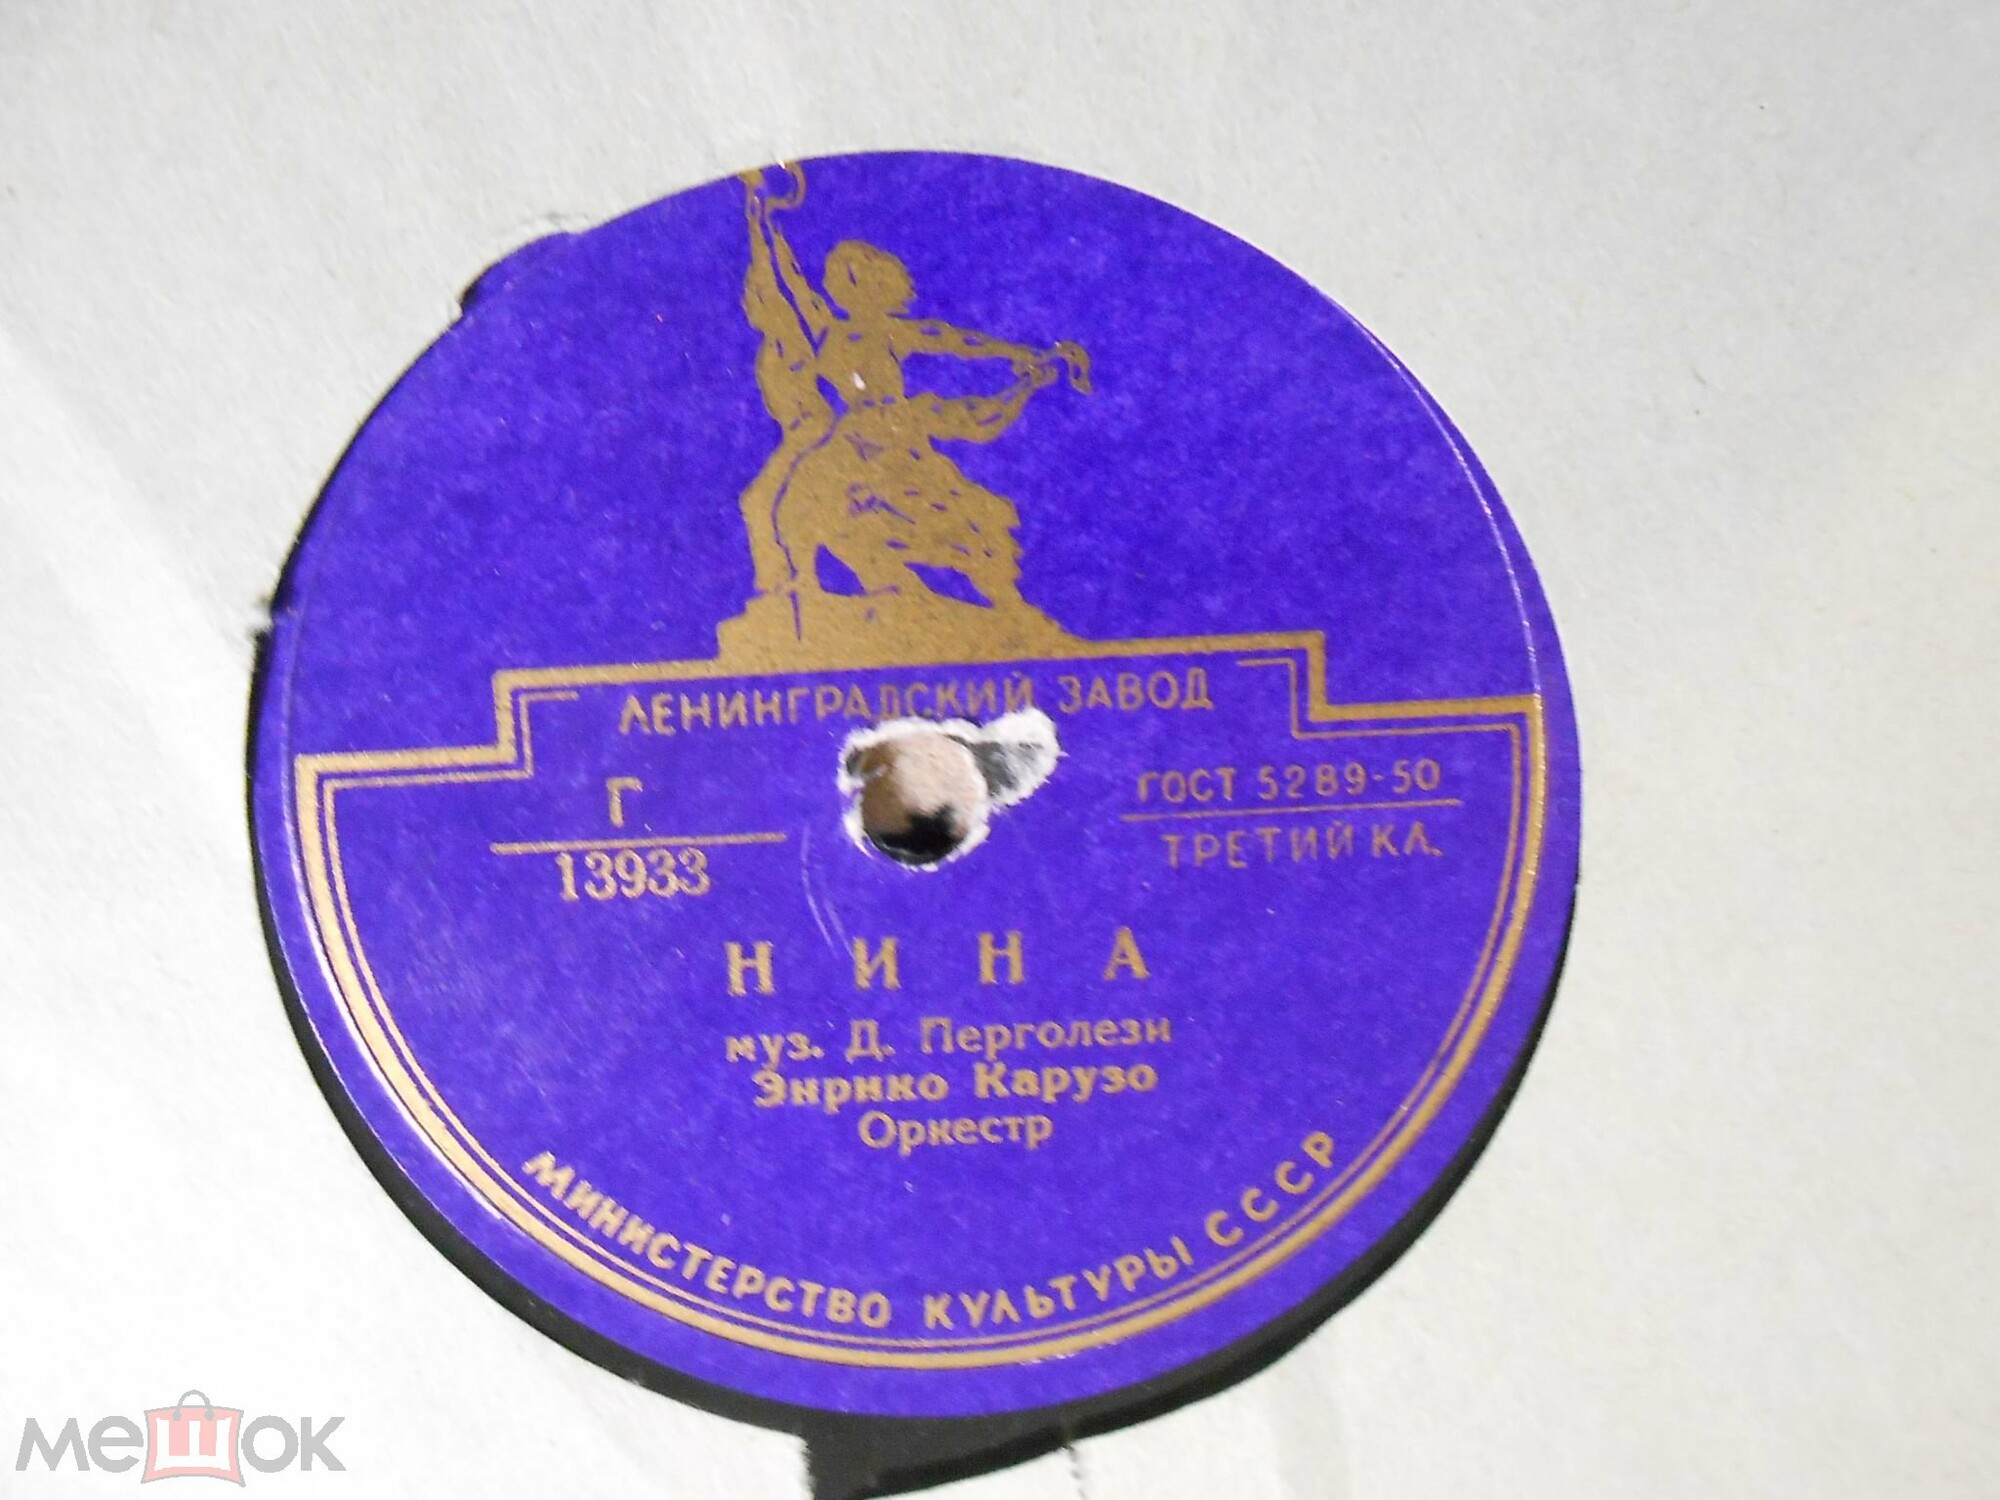 ЛЕНИНГРАДСКИЙ ЗАВОД
Г
13933
ГОСТ 5289-50
ТРЕТИЙ КЛ.
НИНА
муз. Д. Перголези
Энрико Карузо
Оркестр
МИНИСТЕРСТВО КУЛЬТУРЫ СССР
мешок